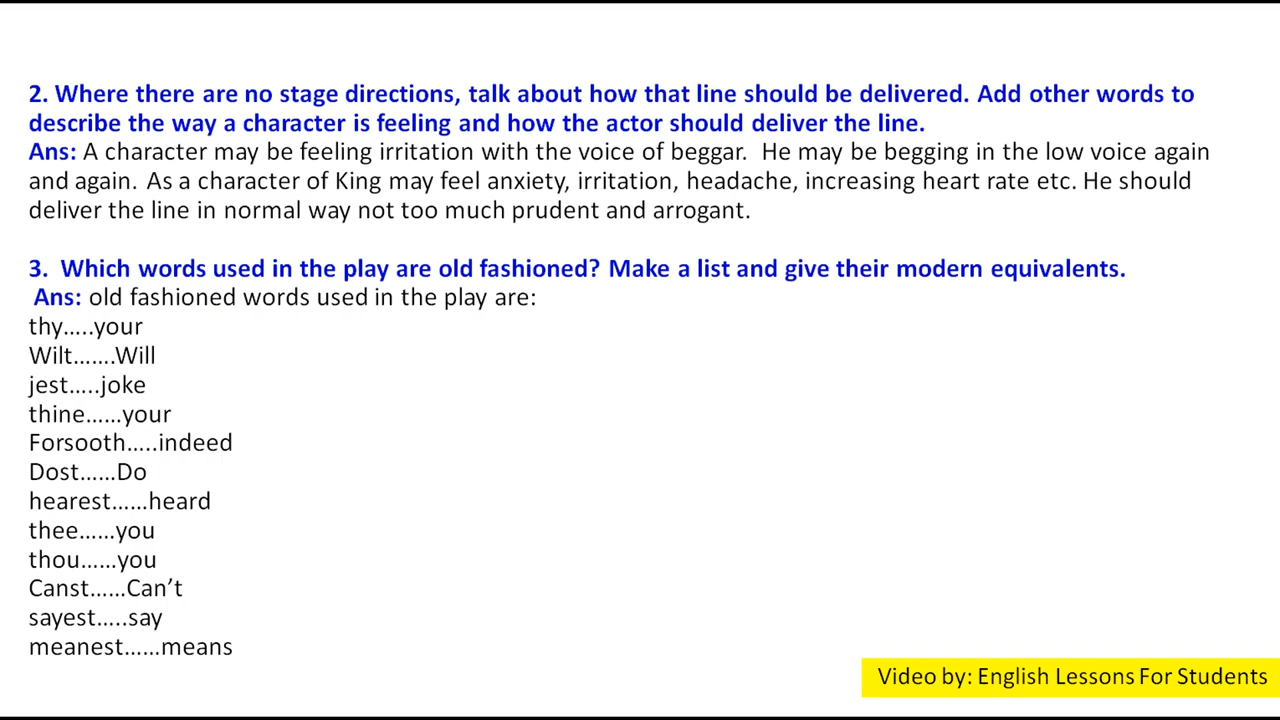 2. Where there are no stage directions, talk about how that line should be delivered. Add other words to
describe the way a character is feeling and how the actor should deliver the line.
Ans: A character may be feeling irritation with the voice of beggar.  He may be begging in the low voice again
and again. As a character of King may feel anxiety, irritation, headache, increasing heart rate etc. He should
deliver the line in normal way not too much prudent and arrogant.
3.  Which words used in the play are old fashioned? Make a list and give their modern equivalents.
Ans: old fashioned words used in the play are:
thy…..your
Wilt…….Will
jest…..joke
thine……your
Forsooth…..indeed
Dost……Do
hearest……heard
thee……you
thou……you
Canst……Can’t
sayest…..say
meanest……means
Video by: English Lessons For Students